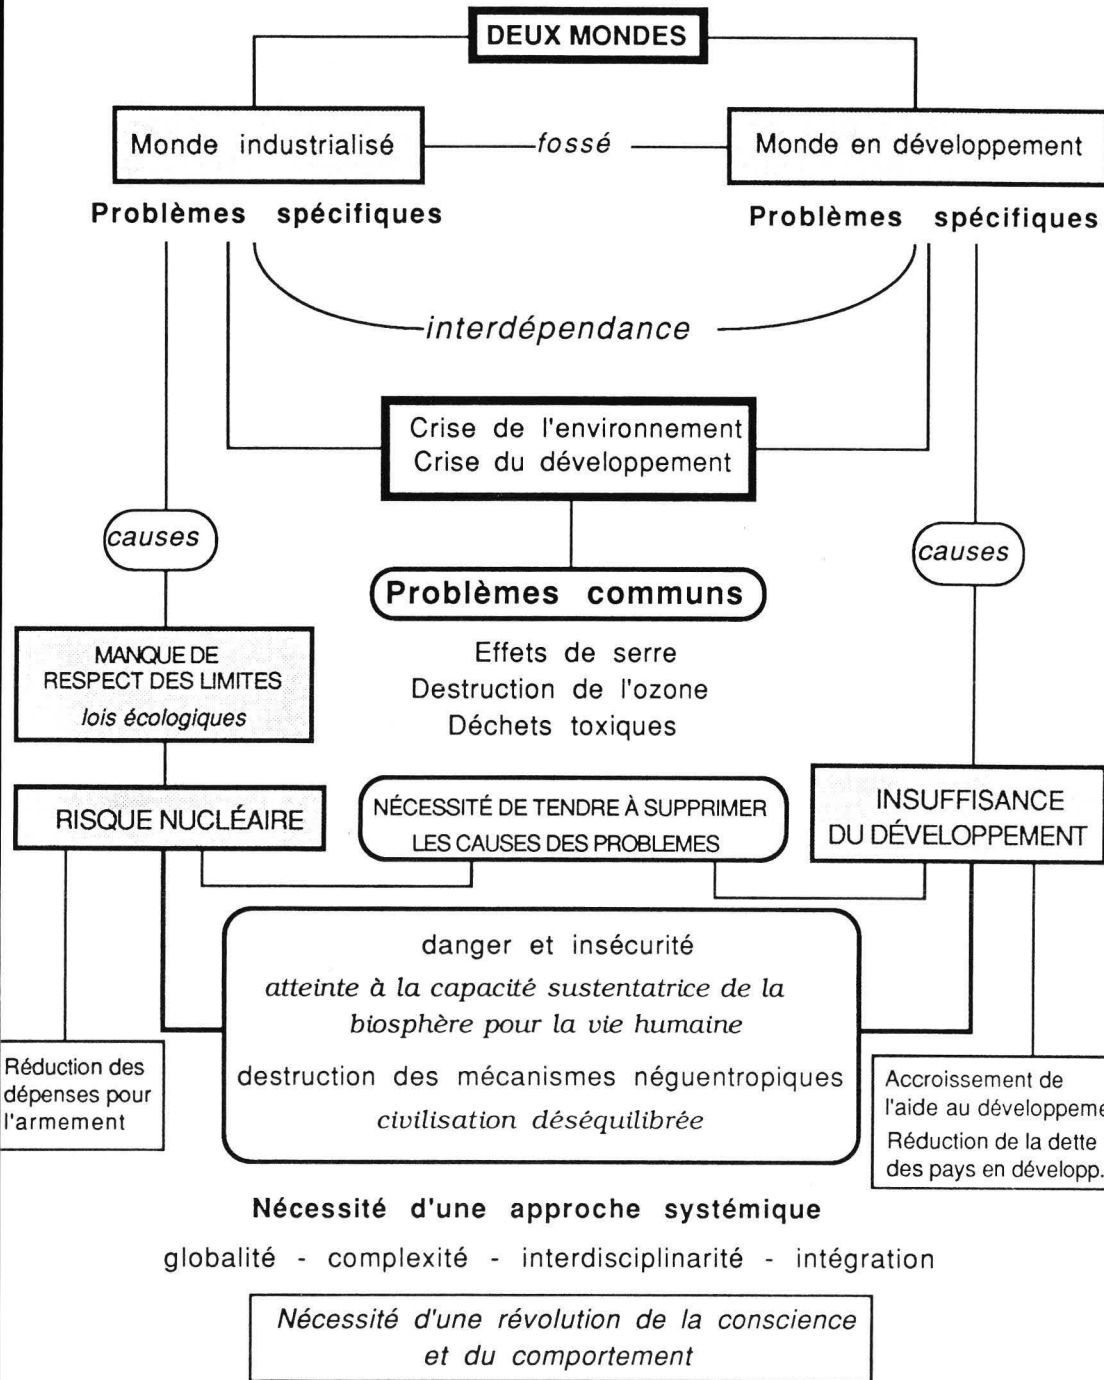 DEUX MONDES
Monde industrialisé
fossé
Monde en développement
Problèmes spécifiques
Problèmes spécifiques
interdépendance
Crise de l'environnement
Crise du développement
causes
causes
Problèmes communs
Effets de serre
Destruction de l'ozone
Déchets toxiques
MANQUE DE
RESPECT DES LIMITES
lois écologiques
RISQUE NUCLÉAIRE
NÉCESSITÉ DE TENDRE À SUPPRIMER
LES CAUSES DES PROBLEMES
INSUFFISANCE
DU DÉVELOPPEMENT
danger et insécurité
atteinte à la capacité sustentatrice de la
biosphère pour la vie humaine
destruction des mécanismes néguentropiques
civilisation déséquilibrée
Réduction des
dépenses pour
l'armement
Accroissement de
l'aide au développeme
Réduction de la dette
des pays en développ.
Nécessité d'une approche systémique
globalité - complexité - interdisciplinarité - intégration
Nécessité d'une révolution de la conscience
et du comportement